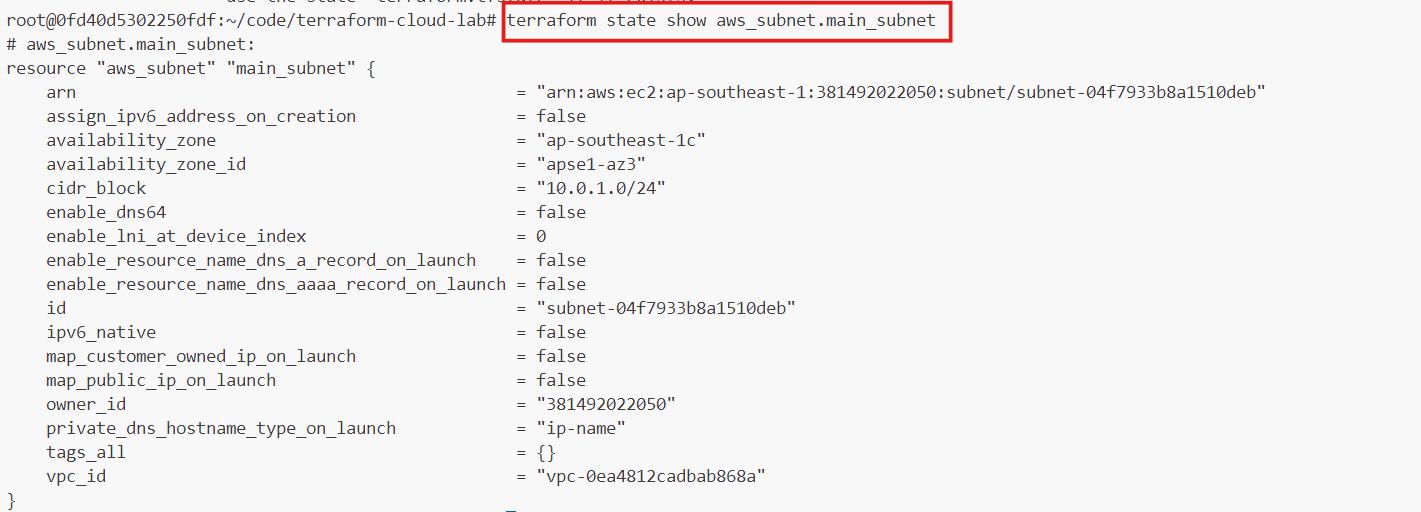 use the state
root@0fd40d5302250fdf:~/code/terraform-cloud-lab# terraform state show aws_subnet.main_subnet
# aws_subnet.main_subnet:
resource "aws_subnet" "main_subnet" {
    arn                                            = "arn:aws:ec2:ap-southeast-1:381492022050:subnet/subnet-04f7933b8a1510deb"
    assign_ipv6_address_on_creation                = false
    availability_zone                              = "ap-southeast-1c"
    availability_zone_id                           = "apse1-az3"
    cidr_block                                     = "10.0.1.0/24"
    enable_dns64                                   = false
    enable_lni_at_device_index                     = 0
    enable_resource_name_dns_a_record_on_launch    = false
    enable_resource_name_dns_aaaa_record_on_launch = false
    id                                             = "subnet-04f7933b8a1510deb"
    ipv6_native                                    = false
    map_customer_owned_ip_on_launch                = false
    map_public_ip_on_launch                        = false
    owner_id                                       = "381492022050"
    private_dns_hostname_type_on_launch            = "ip-name"
    tags_all                                       = {}
    vpc_id                                         = "vpc-0ea4812cadbab868a"
}